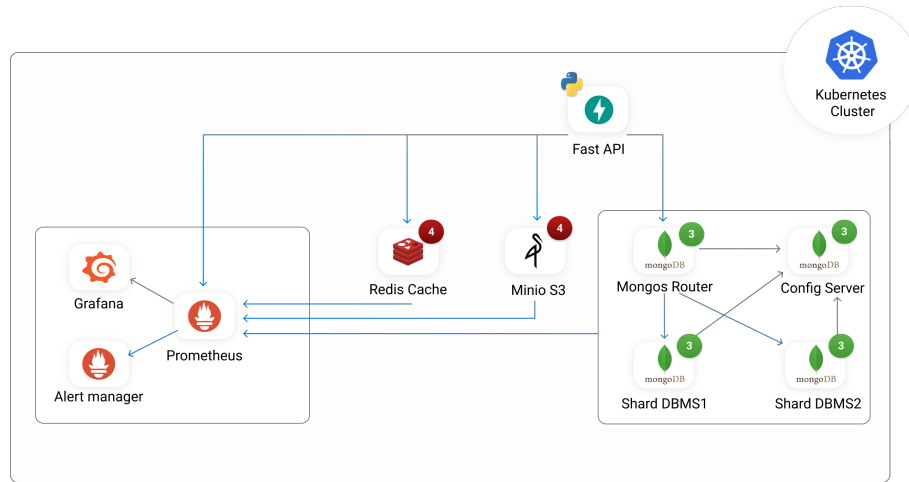 Kubernetes
Cluster
Fast API
4
4
3
3
mongoDB
mongoDB
Grafana
Redis Cache
Minio S3
Mongos Router
Config Server
Prometheus
3
3
mongoDB
mongoDB
Alert manager
Shard DBMS1
Shard DBMS2